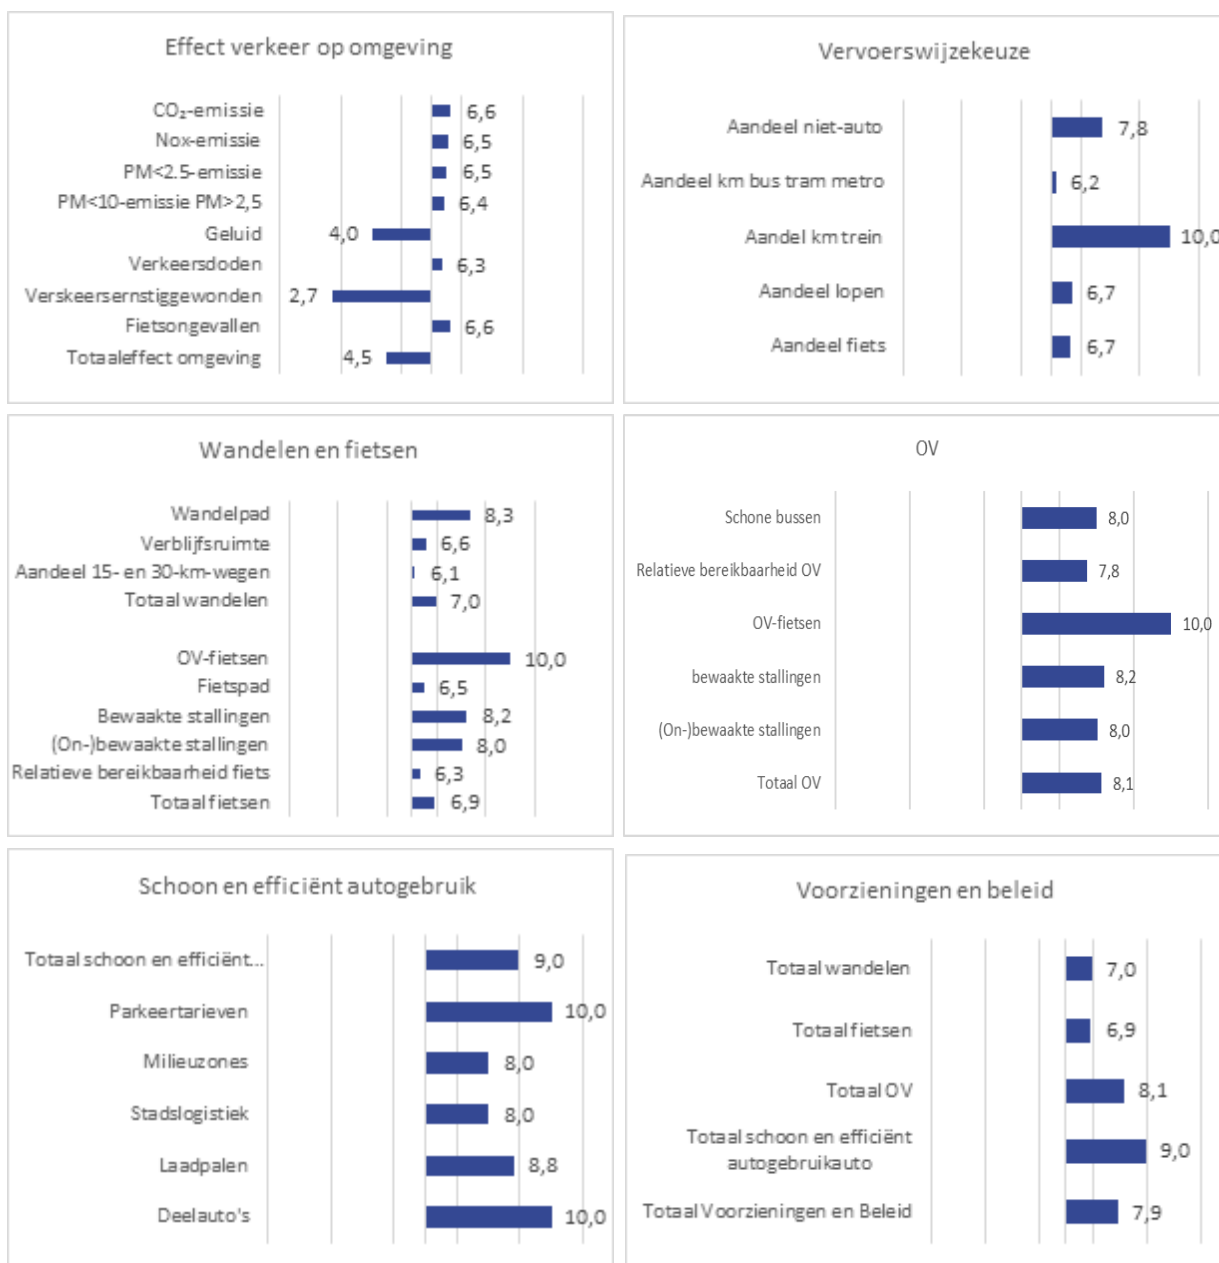 Effect verkeer op omgeving
CO₂-emissie 6,6
Nox-emissie 6,5
PM<2.5-emissie 6,5
PM<10-emissie PM>2,5 6,4
Geluid 4,0
Verkeersdoden 6,3
Verskeersernstiggewonden 2,7
Fietsongevallen 6,6
Totaaleffect omgeving 4,5
Vervoerswijzekeuze
Aandeel niet-auto 7,8
Aandeel km bus tram metro 6,2
Aandel km trein 10,0
Aandeel lopen 6,7
Aandeel fiets 6,7
Wandelen en fietsen
Wandelpad 8,3
Verblijfsruimte 6,6
Aandeel 15- en 30-km-wegen 6,1
Totaal wandelen 7,0
OV-fietsen 10,0
Fietspad 6,5
Bewaakte stallingen 8,2
(On-)bewaakte stallingen 8,0
Relatieve bereikbaarheid fiets 6,3
Totaal fietsen 6,9
OV
Schone bussen 8,0
Relatieve bereikbaarheid OV 7,8
OV-fietsen 10,0
bewaakte stallingen 8,2
(On-)bewaakte stallingen 8,0
Totaal OV 8,1
Schoon en efficiënt autogebruik
Totaal schoon en efficiënt... 9,0
Parkeertarieven 10,0
Milieuzones 8,0
Stadslogistiek 8,0
Laadpalen 8,8
Deelauto's 10,0
Voorzieningen en beleid
Totaal wandelen 7,0
Totaal fietsen 6,9
Totaal OV 8,1
Totaal schoon en efficiënt
autogebruikauto 9,0
Totaal Voorzieningen en Beleid 7,9